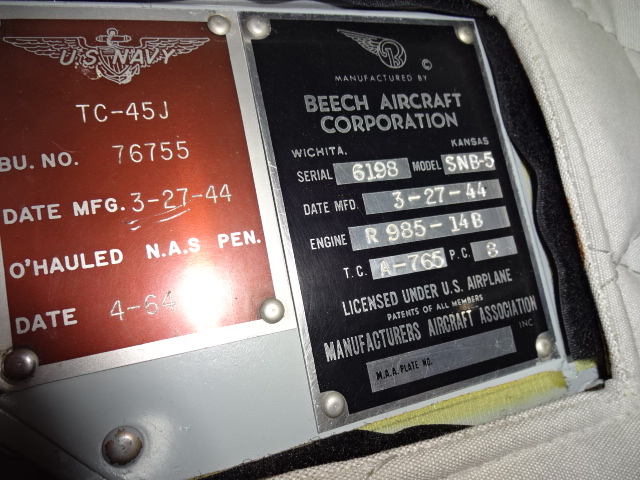 U.S. NAVY
TC-45J
BU. NO. 76755
DATE MFG. 3-27-44
O'HAULED N.A.S PEN.
DATE 4-64
©
MANUFACTURED BY
BEECH AIRCRAFT
CORPORATION
WICHITA, KANSAS
SERIAL 6198 MODEL SNB-5
DATE MFD. 3-27-44
ENGINE R 985-14B
T.C. A-765 P.C. 8
LICENSED UNDER U.S. AIRPLANE
PATENTS OF ALL MEMBERS
MANUFACTURERS AIRCRAFT ASSOCIATION
INC
M.A.A. PLATE NO.